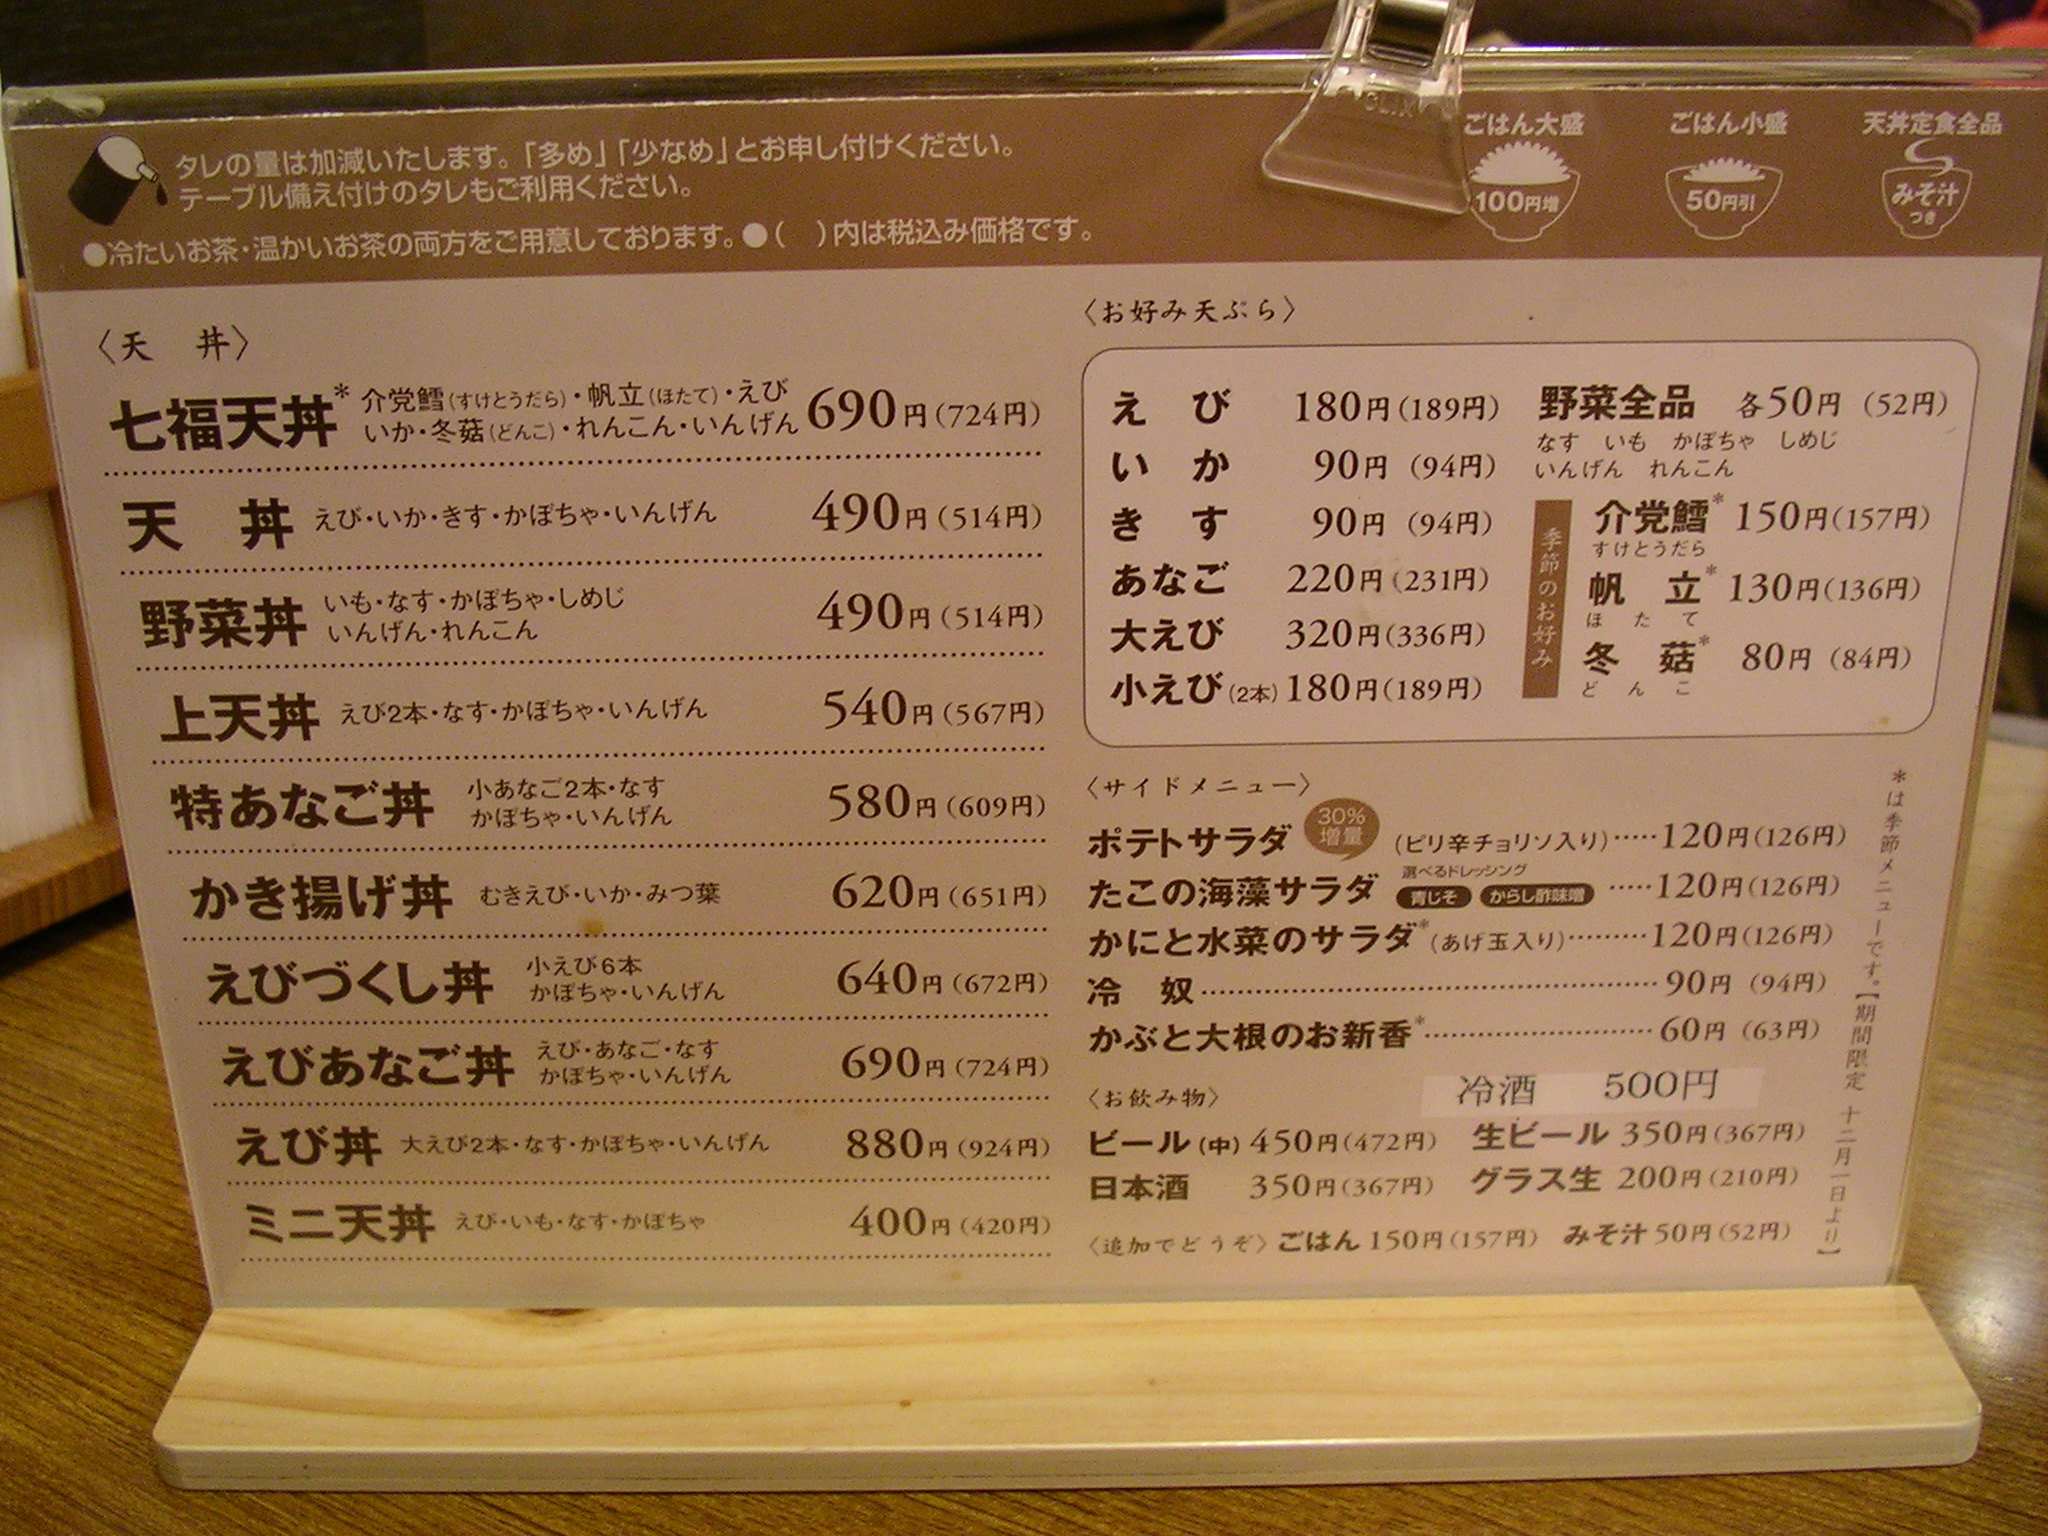 CLIX
タレの量は加減いたします。「多め」「少なめ」とお申し付けください。
テーブル備え付けのタレもご利用ください。
●冷たいお茶・温かいお茶の両方をご用意しております。●( )内は税込み価格です。
ごはん大盛
100円増
ごはん小盛
50円引
天丼定食全品
みそ汁
つき
〈天 丼〉
七福天丼* 介党鱈(すけとうだら)・帆立(ほたて)・えび 690円(724円)
いか・冬菇(どんこ)・れんこん・いんげん
天 丼 えび・いか・きす・かぼちゃ・いんげん 490円(514円)
野菜丼 いも・なす・かぼちゃ・しめじ 490円(514円)
いんげん・れんこん
上天丼 えび2本・なす・かぼちゃ・いんげん 540円(567円)
特あなご丼 小あなご2本・なす 580円(609円)
かぼちゃ・いんげん
かき揚げ丼 むきえび・いか・みつ葉 620円(651円)
えびづくし丼 小えび6本 640円(672円)
かぼちゃ・いんげん
えびあなご丼 えび・あなご・なす 690円(724円)
かぼちゃ・いんげん
えび丼 大えび2本・なす・かぼちゃ・いんげん 880円(924円)
ミニ天丼 えび・いも・なす・かぼちゃ 400円(420円)
〈お好み天ぷら〉
えび 180円(189円)
いか 90円(94円)
きす 90円(94円)
あなご 220円(231円)
大えび 320円(336円)
小えび(2本) 180円(189円)
野菜全品 各50円(52円)
なす いも かぼちゃ しめじ
いんげん れんこん
季節のお好み
介党鱈* 150円(157円)
すけとうだら
帆立* 130円(136円)
ほたて
冬菇* 80円(84円)
どんこ
〈サイドメニュー〉
ポテトサラダ 30%増量 (ピリ辛チョリソ入り)·····120円(126円)
選べるドレッシング
たこの海藻サラダ 青じそ からし酢味噌 ·····120円(126円)
かにと水菜のサラダ*(あげ玉入り)·········120円(126円)
冷 奴··················90円(94円)
かぶと大根のお新香*··················60円(63円)
〈お飲み物〉
冷酒 500円
ビール(中) 450円(472円) 生ビール 350円(367円)
日本酒 350円(367円) グラス生 200円(210円)
〈追加でどうぞ〉ごはん 150円(157円) みそ汁 50円(52円)
*は季節メニューです。【期間限定 十二月一日より】